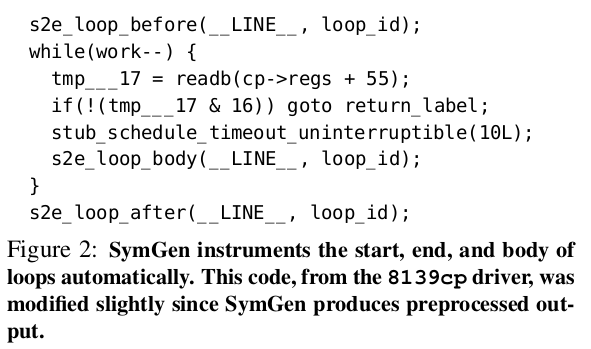 s2e_loop_before(__LINE__, loop_id);
while(work--) {
tmp___17 = readb(cp->regs + 55);
if(!(tmp___17 & 16)) goto return_label;
stub_schedule_timeout_uninterruptible(10L);
s2e_loop_body(__LINE__, loop_id);
}
s2e_loop_after(__LINE__, loop_id);
Figure 2: SymGen instruments the start, end, and body of
loops automatically. This code, from the 8139cp driver, was
modified slightly since SymGen produces preprocessed out-
put.